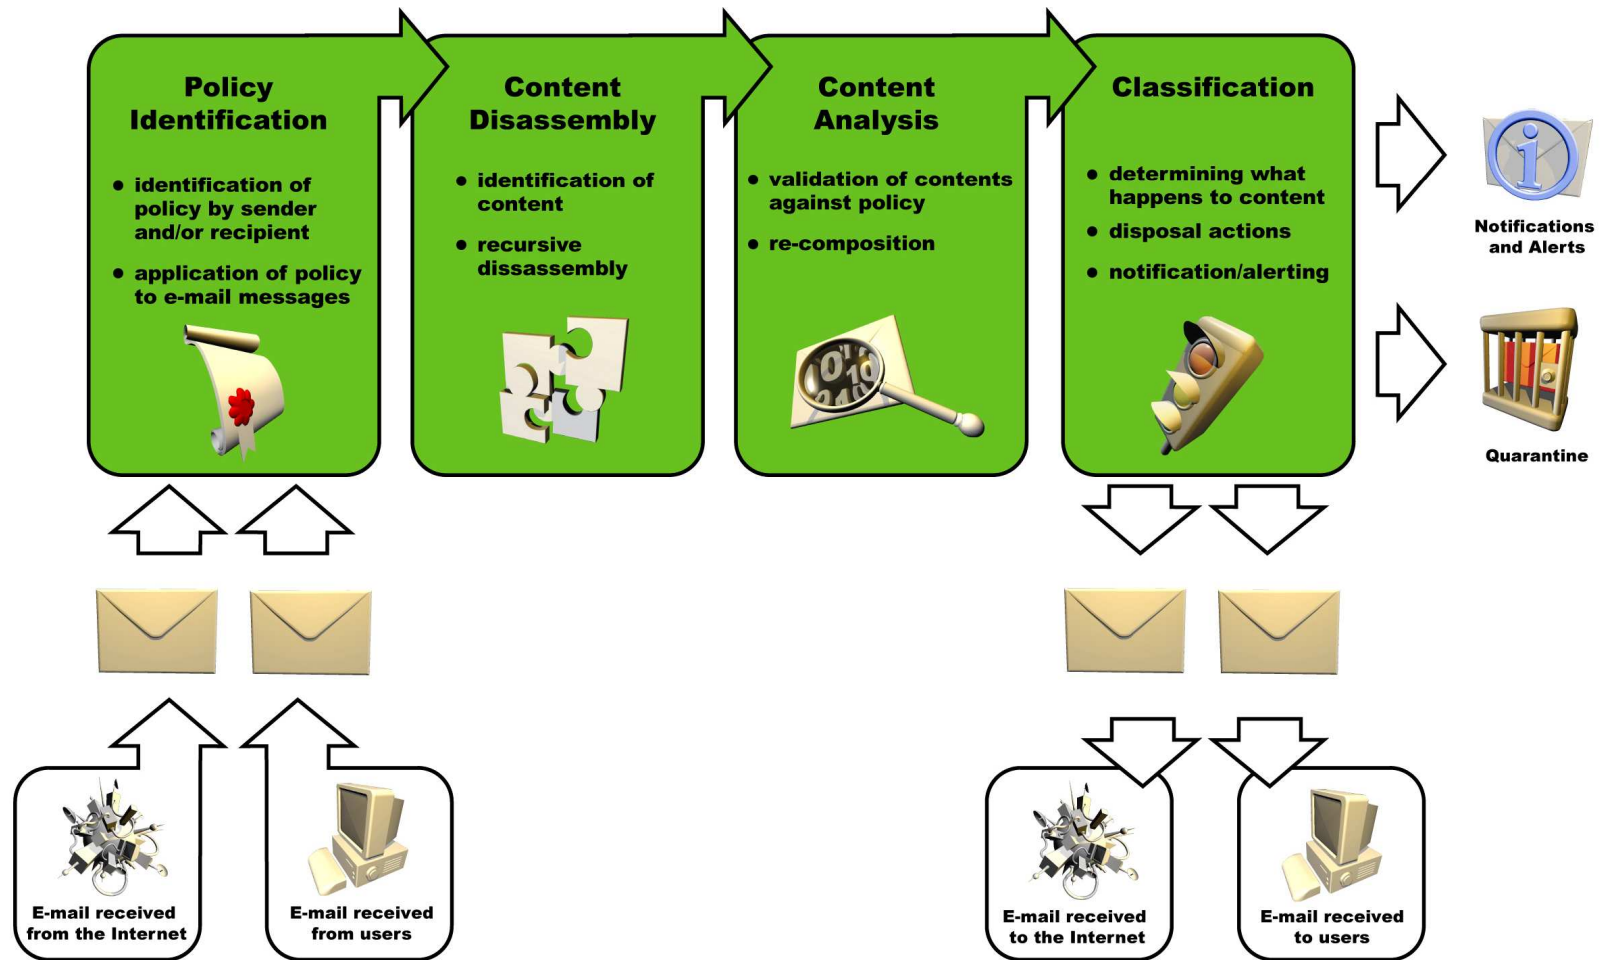 Policy
Identification
• identification of
policy by sender
and/or recipient
• application of policy
to e-mail messages
Content
Disassembly
• identification of
content
• recursive
dissassembly
Content
Analysis
• validation of contents
against policy
• re-composition
Classification
• determining what
happens to content
• disposal actions
• notification/alerting
Notifications
and Alerts
Quarantine
E-mail received
from the Internet
E-mail received
from users
E-mail received
to the Internet
E-mail received
to users